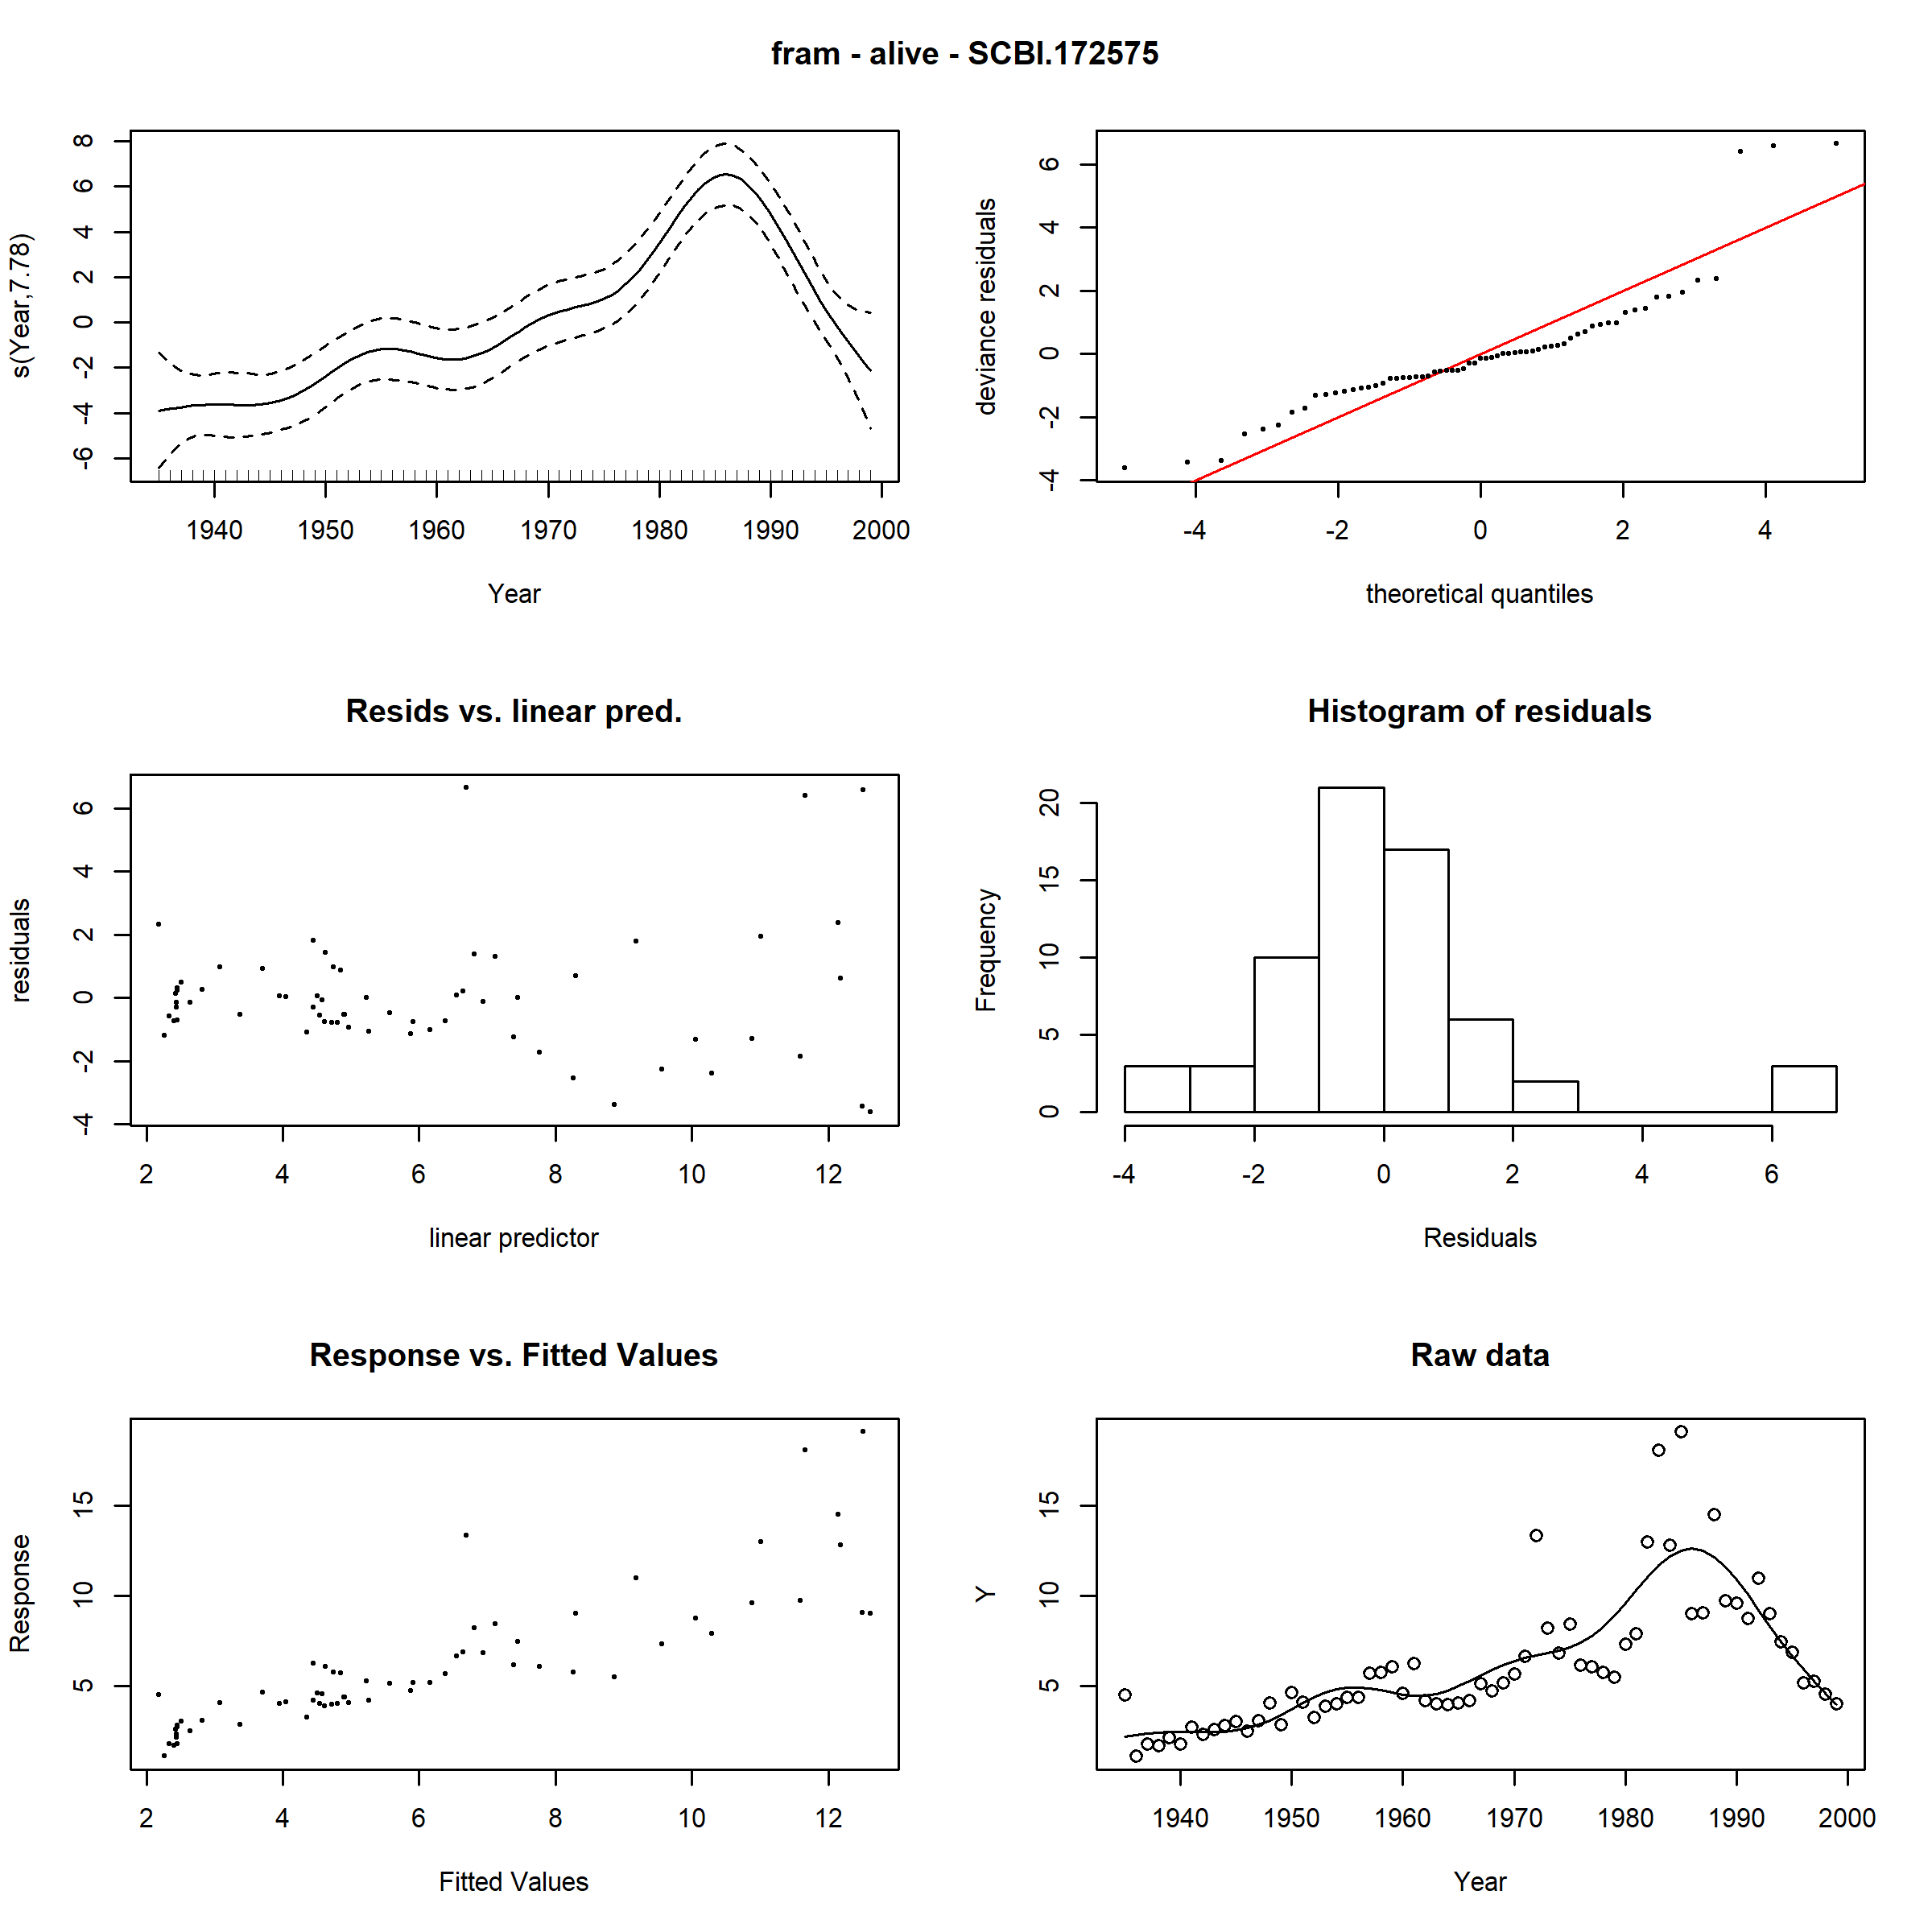 fram - alive - SCBI.172575
s(Year,7.78)
8
6
4
2
0
-2
-4
-6
1940 1950 1960 1970 1980 1990 2000
Year
deviance residuals
6
4
2
0
-2
-4
-4 -2 0 2 4
theoretical quantiles
Resids vs. linear pred.
residuals
6
4
2
0
-2
-4
2 4 6 8 10 12
linear predictor
Histogram of residuals
Frequency
20
15
10
5
0
-4 -2 0 2 4 6
Residuals
Response vs. Fitted Values
Response
15
10
5
2 4 6 8 10 12
Fitted Values
Raw data
Y
15
10
5
1940 1950 1960 1970 1980 1990 2000
Year